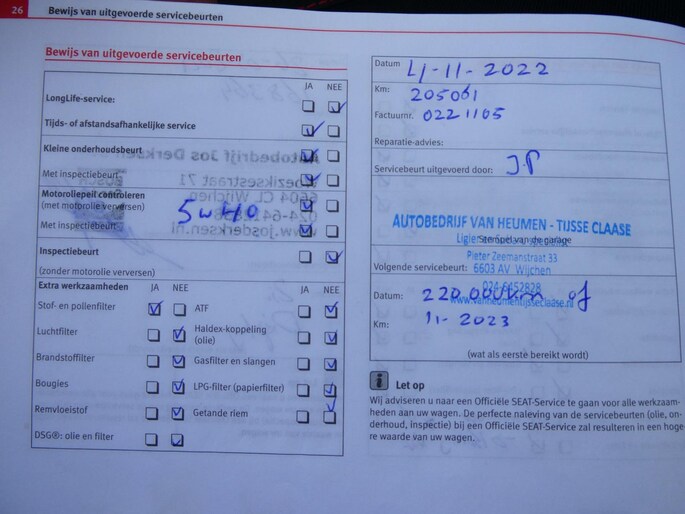 26
Bewijs van uitgevoerde servicebeurten
Bewijs van uitgevoerde servicebeurten
JA NEE
LongLife-service:
Tijds- of afstandsafhankelijke service
Kleine onderhoudsbeurt
Met inspectiebeurt
Motoroliepeil controleren
(met motorolie verversen)
5w40
Met inspectiebeurt
Inspectiebeurt
(zonder motorolie verversen)
Extra werkzaamheden JA NEE JA NEE
Stof- en pollenfilter ATF
Luchtfilter Haldex-koppeling
(olie)
Brandstoffilter Gasfilter en slangen
Bougies LPG-filter (papierfilter)
Remvloeistof Getande riem
DSG®: olie en filter
Datum 4-11-2022
Km: 205061
Factuurnr. 0221105
Reparatie-advies:
Servicebeurt uitgevoerd door: JP
AUTOBEDRIJF VAN HEUMEN - TIJSSE CLAASE
Stempel van de garage
Pieter Zeemanstraat 33
Volgende servicebeurt: 6603 AV Wijchen
024-6452828
Datum: 220.000km of
www.vanheumentijsseclaase.nl
Km: 11-2023
(wat als eerste bereikt wordt)
i Let op
Wij adviseren u naar een Officiële SEAT-Service te gaan voor alle werkzaam-
heden aan uw wagen. De perfecte naleving van de servicebeurten (olie, on-
derhoud, inspectie) bij een Officiële SEAT-Service zal resulteren in een hoge-
re waarde van uw wagen.